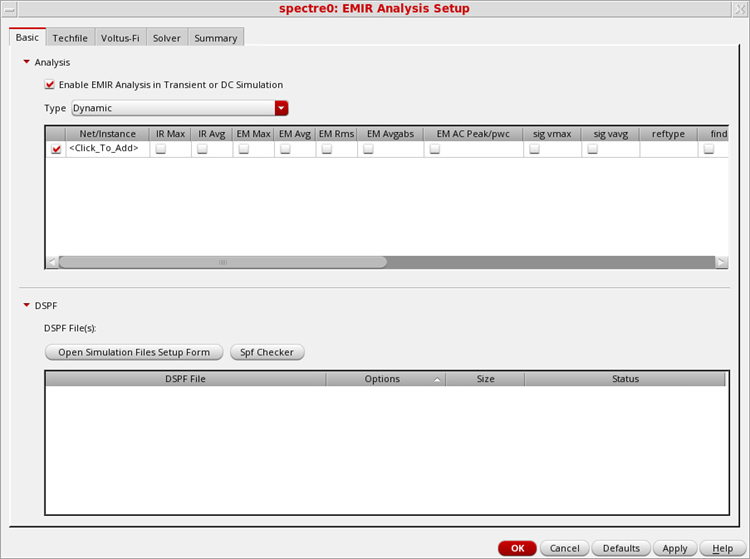 spectre0: EMIR Analysis Setup
Basic Techfile Voltus-Fi Solver Summary
Analysis
Enable EMIR Analysis in Transient or DC Simulation
Type Dynamic
Net/Instance IR Max IR Avg EM Max EM Avg EM Rms EM Avgabs EM AC Peak/pwc sig vmax sig vavg reftype find
<Click_To_Add>
DSPF
DSPF File(s):
Open Simulation Files Setup Form Spf Checker
DSPF File Options Size Status
OK Cancel Defaults Apply Help